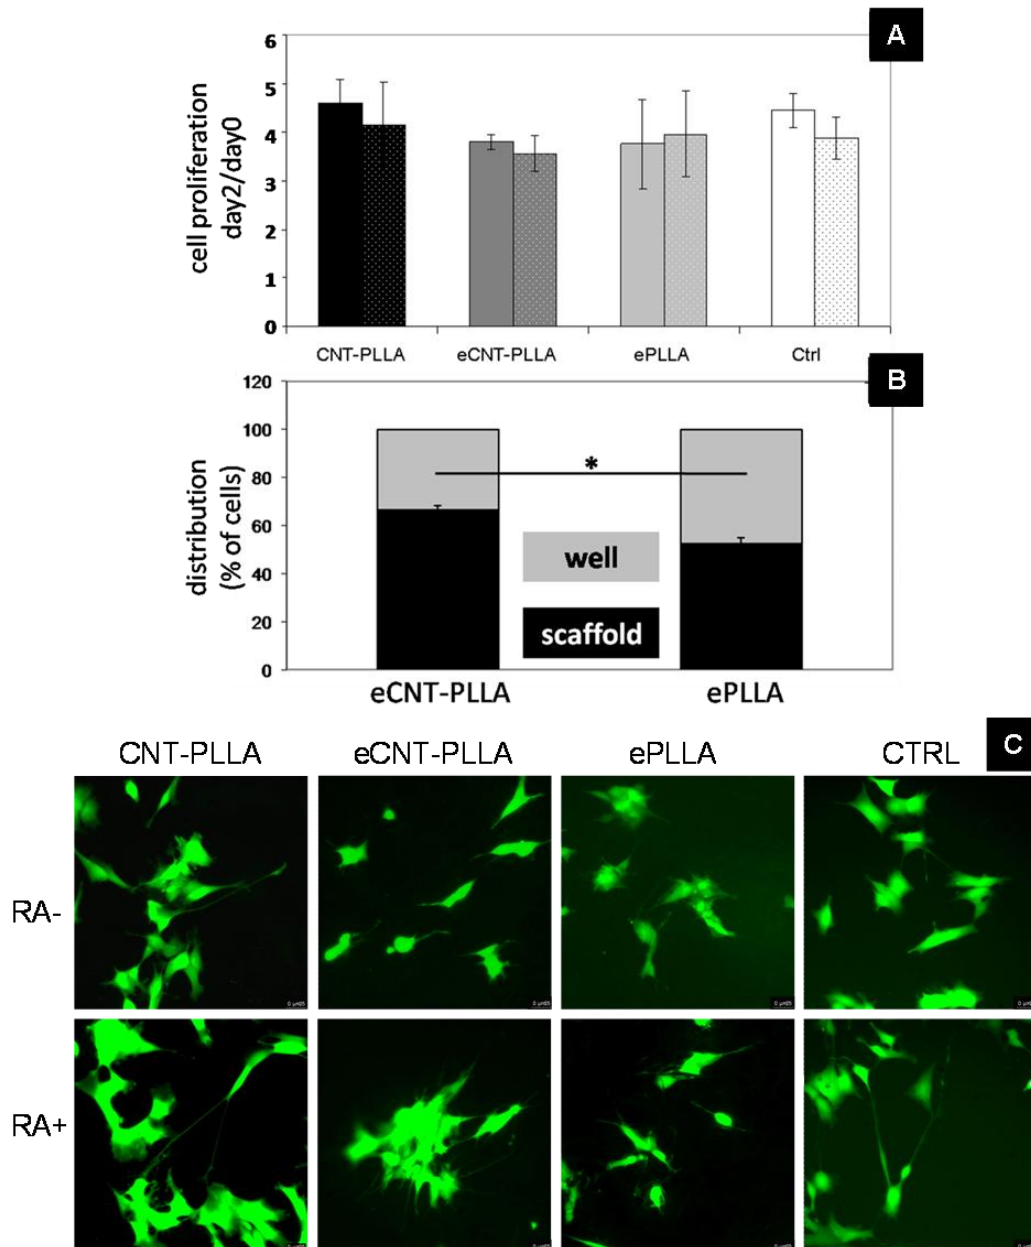 A
6
5
4
3
2
1
0
cell proliferation
day2/day0
CNT-PLLA eCNT-PLLA ePLLA Ctrl
B
120
100
80
60
40
20
0
distribution
(% of cells)
*
well
scaffold
eCNT-PLLA ePLLA
C
CNT-PLLA eCNT-PLLA ePLLA CTRL
RA-
RA+